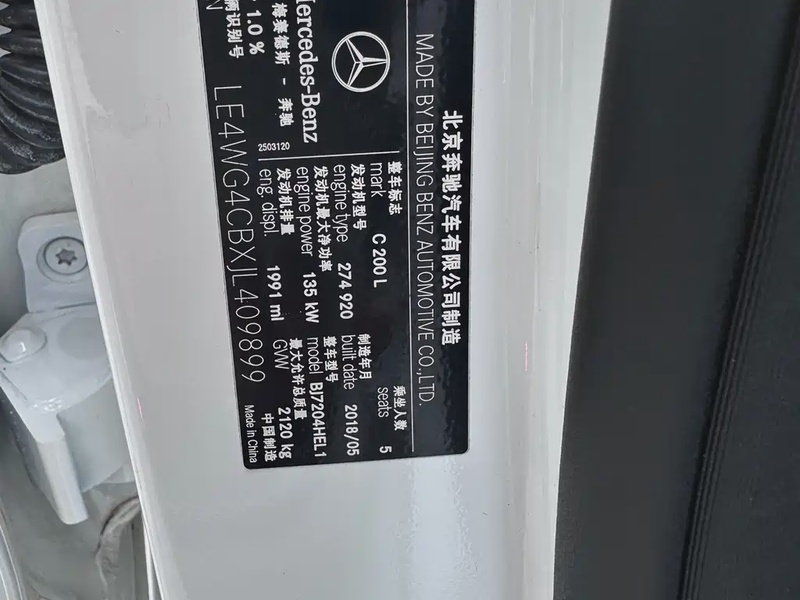 北京奔驰汽车有限公司制造
MADE BY BEIJING BENZ AUTOMOTIVE CO.,LTD.
Mercedes-Benz
梅赛德斯 - 奔驰
整车标志
mark C 200 L
乘坐人数
seats 5
发动机型号
engine type 274 920
制造年月
built date 2018/05
发动机最大净功率
engine power 135 kW
整车型号
model BJ7204HEL1
发动机排量
eng. displ. 1991 ml
最大允许总质量
GVW 2120 kg
2503120
1.0 %
辆识别号
N
LE4WG4CBXJL409899
中国制造
Made in China